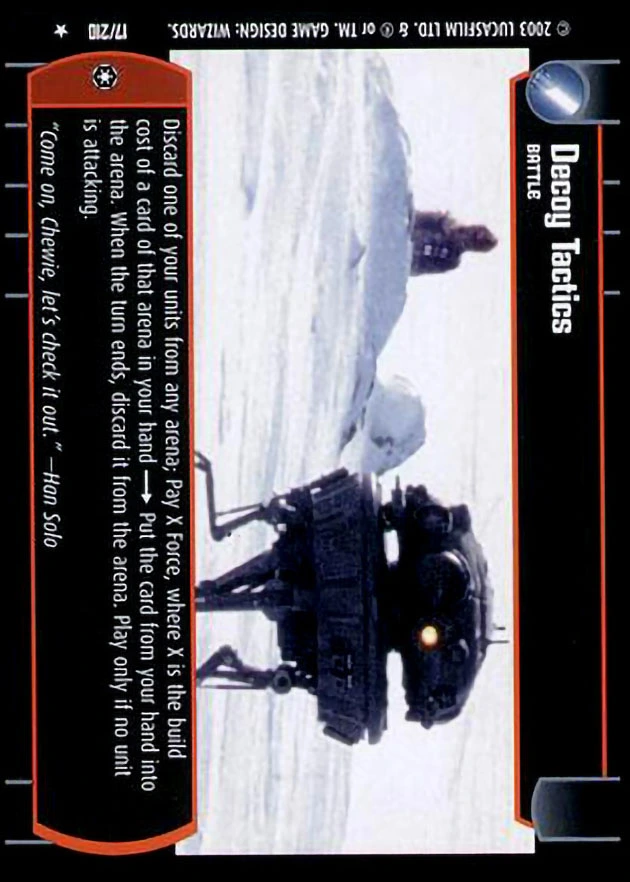 Decoy Tactics
BATTLE
Discard one of your units from any arena; Pay X Force, where X is the build
cost of a card of that arena in your hand → Put the card from your hand into
the arena. When the turn ends, discard it from the arena. Play only if no unit
is attacking.
"Come on, Chewie, let's check it out." —Han Solo
© 2003 LUCASFILM LTD. & ® or TM. GAME DESIGN: WIZARDS. 17/210 ★